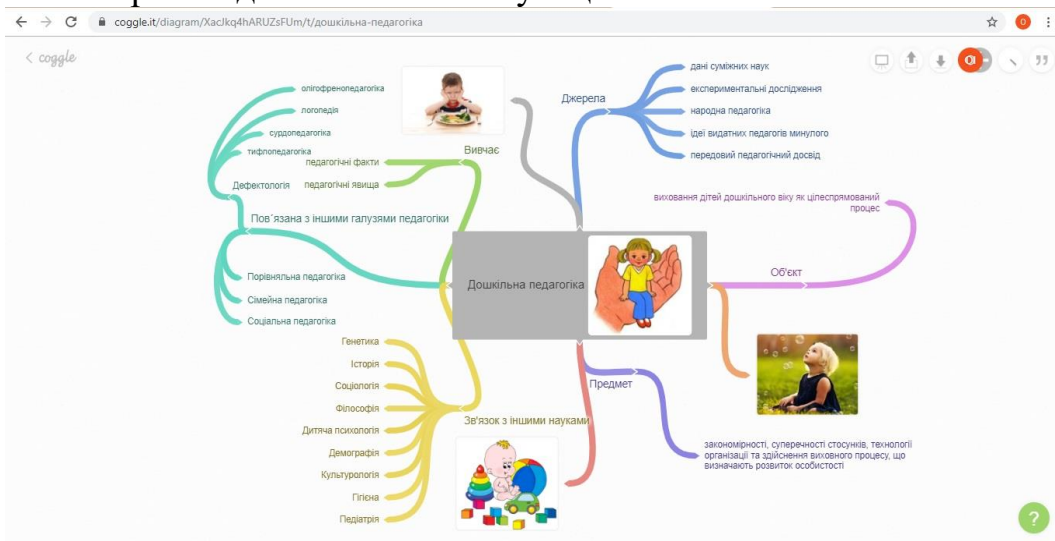 coggle.it/diagram/XacJkq4hARUZsFUm/t/дошкільна-педагогіка
coggle
Дошкільна педагогіка
Джерела
дані суміжних наук
експериментальні дослідження
народна педагогіка
ідеї видатних педагогів минулого
передовий педагогічний досвід
Об'єкт
виховання дітей дошкільного віку як цілеспрямований
процес
Предмет
закономірності, суперечності стосунків, технології
організації та здійснення виховного процесу, що
визначають розвиток особистості
Вивчає
педагогічні факти
педагогічні явища
Пов´язана з іншими галузями педагогіки
Дефектологія
олігофренопедагогіка
логопедія
сурдопедагогіка
тифлопедагогіка
Порівняльна педагогіка
Сімейна педагогіка
Соціальна педагогіка
Зв'язок з іншими науками
Генетика
Історія
Соціологія
Філософія
Дитяча психологія
Демографія
Культурологія
Гігієна
Педіатрія
?